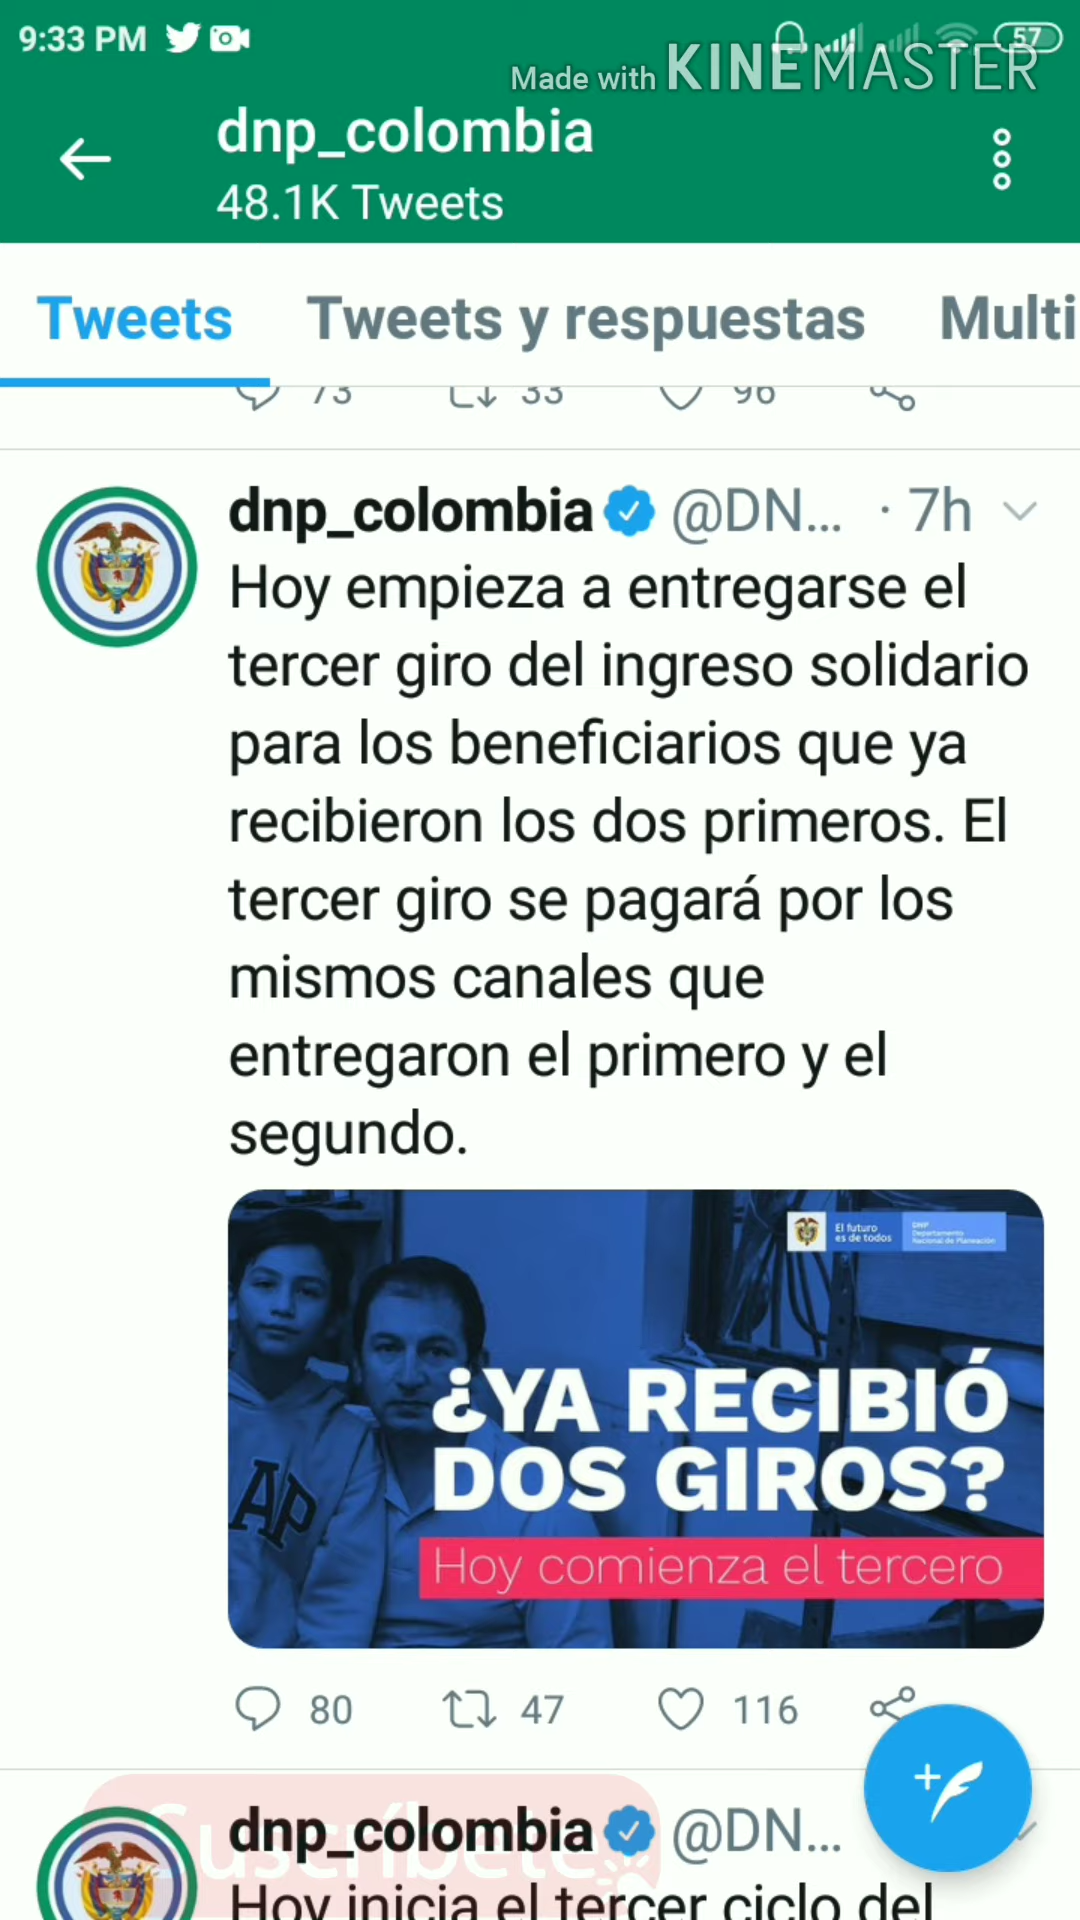 9:33 PM
57
Made with KINEMASTER
dnp_colombia
48.1K Tweets
Tweets
Tweets y respuestas
Multi
73
33
96
dnp_colombia @DN... · 7h
Hoy empieza a entregarse el
tercer giro del ingreso solidario
para los beneficiarios que ya
recibieron los dos primeros. El
tercer giro se pagará por los
mismos canales que
entregaron el primero y el
segundo.
El futuro
es de todos
DNP
Departamento
Nacional de Planeación
¿YA RECIBIÓ
DOS GIROS?
Hoy comienza el tercero
AP
80
47
116
Suscríbete
dnp_colombia @DN...
Hoy inicia el tercer ciclo del